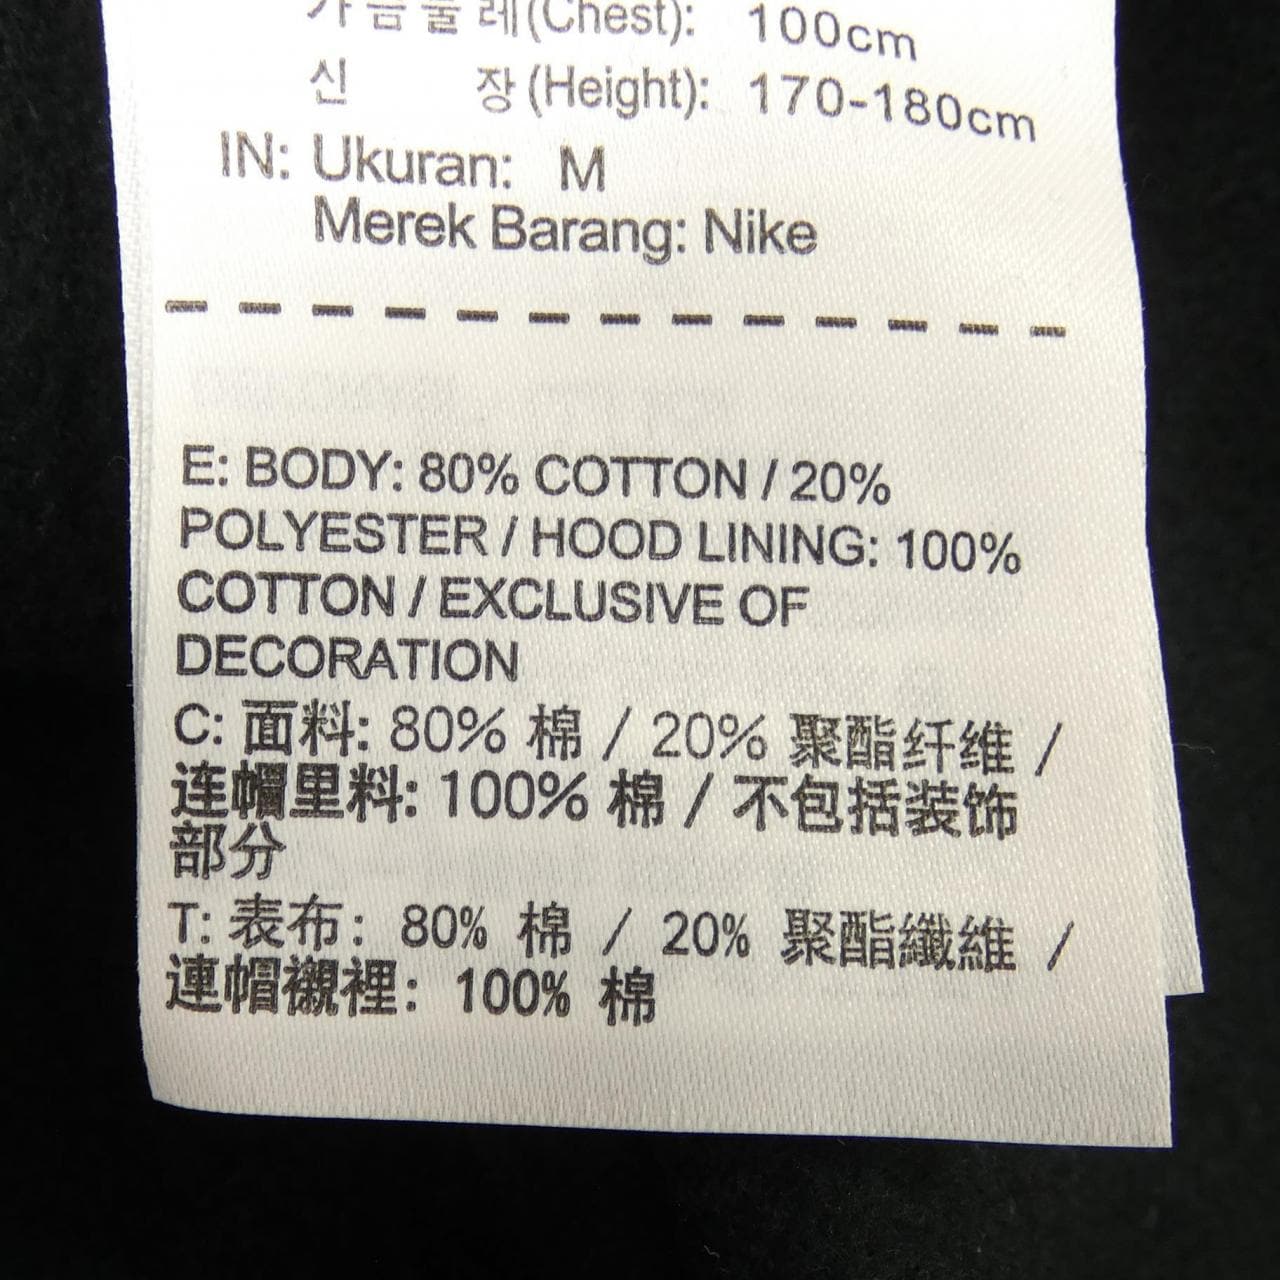 가슴둘레(Chest): 100cm
신 장(Height): 170-180cm
IN: Ukuran: M
Merek Barang: Nike
E: BODY: 80% COTTON / 20%
POLYESTER / HOOD LINING: 100%
COTTON / EXCLUSIVE OF
DECORATION
C: 面料: 80% 棉 / 20% 聚酯纤维 /
连帽里料: 100% 棉 / 不包括装饰
部分
T: 表布: 80% 棉 / 20% 聚酯纖維 /
連帽襯裡: 100% 棉